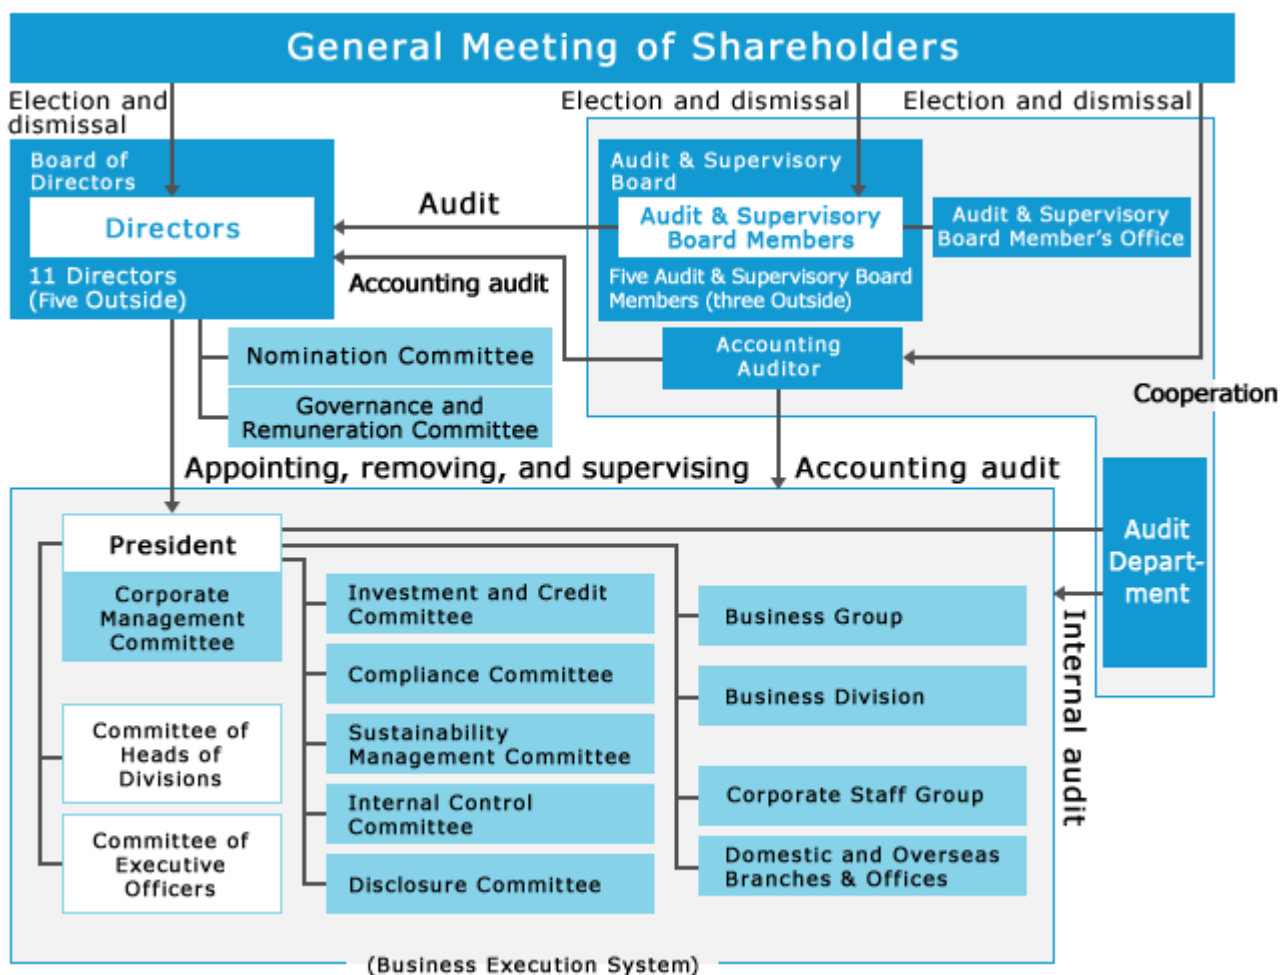 General Meeting of Shareholders
Election and
dismissal
Election and dismissal
Election and dismissal
Board of
Directors
Directors
11 Directors
(Five Outside)
Audit
Accounting audit
Audit & Supervisory
Board
Audit & Supervisory
Board Members
Five Audit & Supervisory Board
Members (three Outside)
Audit & Supervisory
Board Member's Office
Accounting
Auditor
Nomination Committee
Governance and
Remuneration Committee
Cooperation
Appointing, removing, and supervising
Accounting audit
President
Corporate
Management
Committee
Committee of
Heads of
Divisions
Committee of
Executive
Officers
Investment and Credit
Committee
Compliance Committee
Sustainability
Management Committee
Internal Control
Committee
Disclosure Committee
Business Group
Business Division
Corporate Staff Group
Domestic and Overseas
Branches & Offices
Audit
Depart-
ment
Internal audit
(Business Execution System)